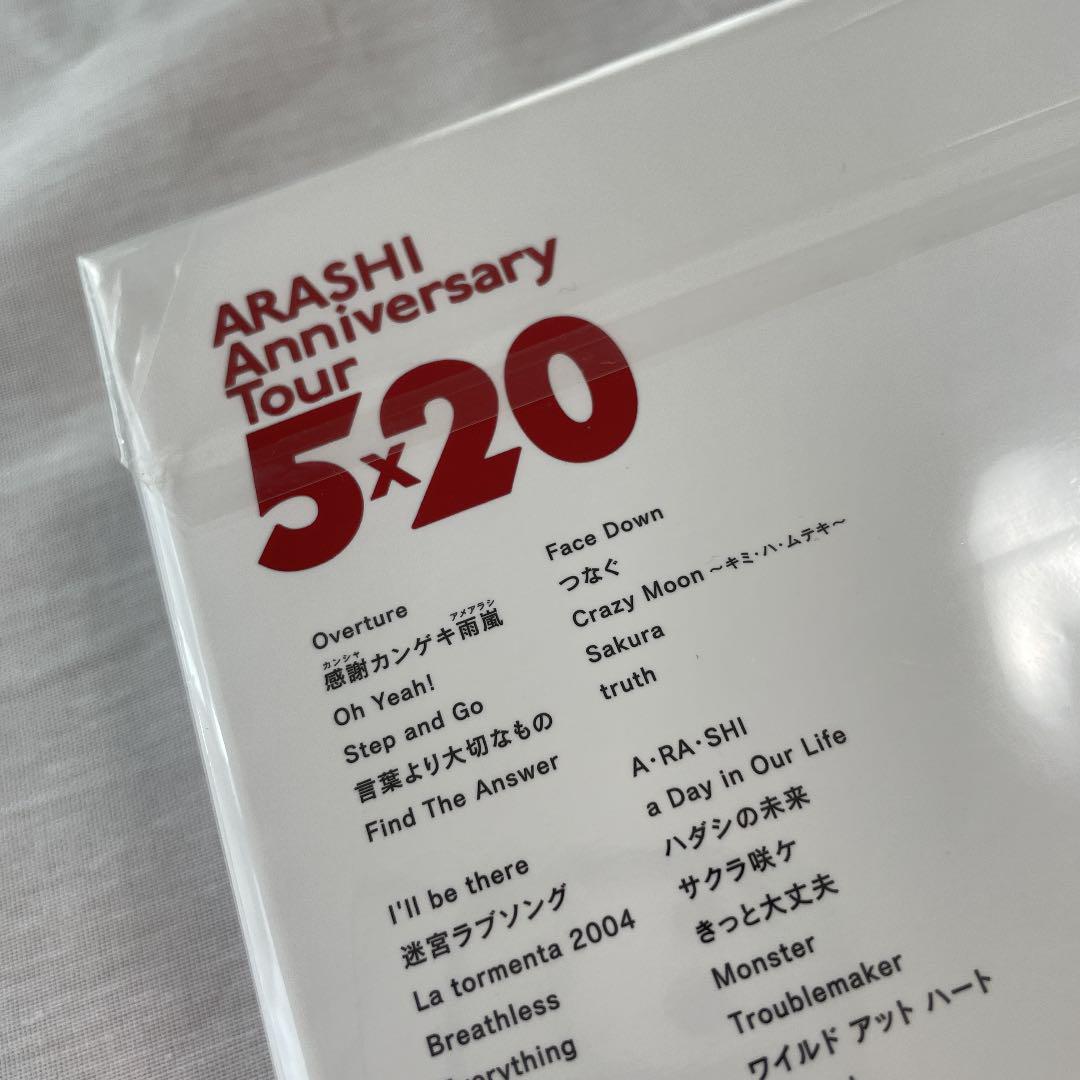 ARASHI
Anniversary
Tour
5×20
Overture
感謝カンゲキ雨嵐
カンシャ
アメアラシ
Oh Yeah!
Step and Go
言葉より大切なもの
Find The Answer
I'll be there
迷宮ラブソング
La tormenta 2004
Breathless
Everything
Face Down
つなぐ
Crazy Moon ～キミ・ハ・ムテキ～
Sakura
truth
A・RA・SHI
a Day in Our Life
ハダシの未来
サクラ咲ケ
きっと大丈夫
Monster
Troublemaker
ワイルド アット ハート